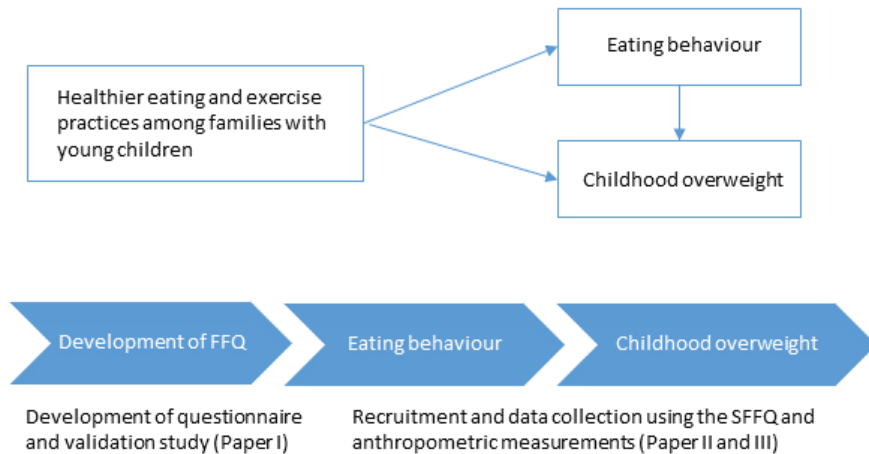 Eating behaviour
Healthier eating and exercise
practices among families with
young children
Childhood overweight
Development of FFQ
Eating behaviour
Childhood overweight
Development of questionnaire
and validation study (Paper I)
Recruitment and data collection using the SFFQ and
anthropometric measurements (Paper II and III)